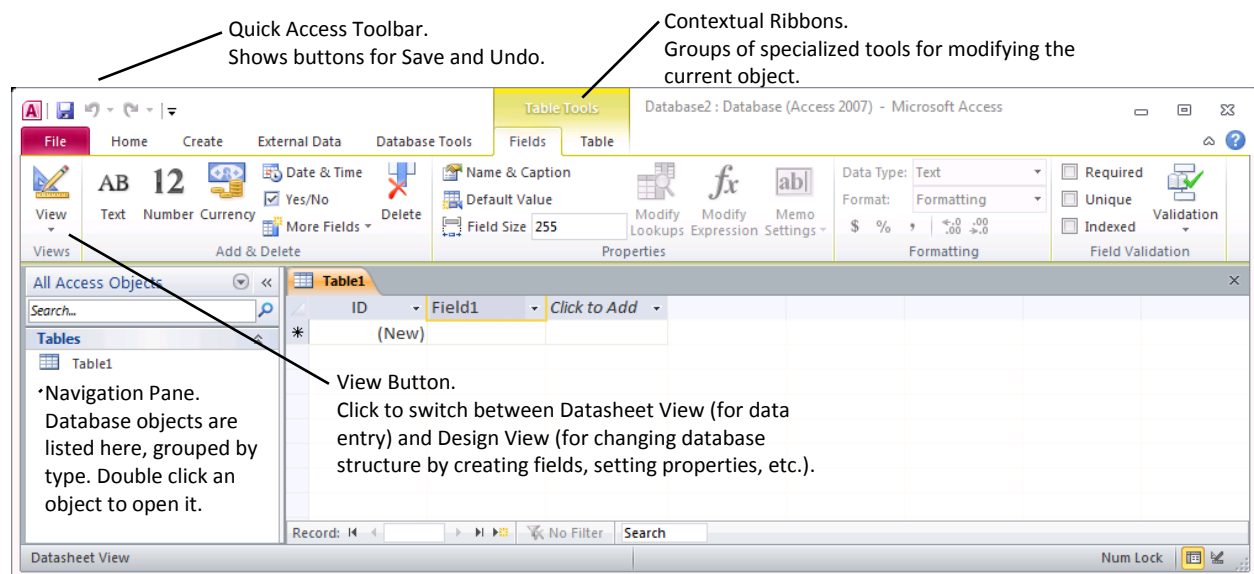 Quick Access Toolbar.
Shows buttons for Save and Undo.
Contextual Ribbons.
Groups of specialized tools for modifying the
current object.
A
Table Tools
Database2 : Database (Access 2007) - Microsoft Access
File Home Create External Data Database Tools Fields Table
View
AB Text
12 Number
Currency
Date & Time
Yes/No
More Fields
Delete
Name & Caption
Default Value
Field Size 255
Modify Lookups
fx Modify Expression
ab Memo Settings
Data Type: Text
Format: Formatting
$ % , .0 .00 .00 .0
Required
Unique
Indexed
Validation
Views Add & Delete Properties Formatting Field Validation
All Access Objects «
Search...
Tables
Table1
Navigation Pane.
Database objects are
listed here, grouped by
type. Double click an
object to open it.
Table1
ID Field1 Click to Add
* (New)
View Button.
Click to switch between Datasheet View (for data
entry) and Design View (for changing database
structure by creating fields, setting properties, etc.).
Record: No Filter Search
Datasheet View Num Lock